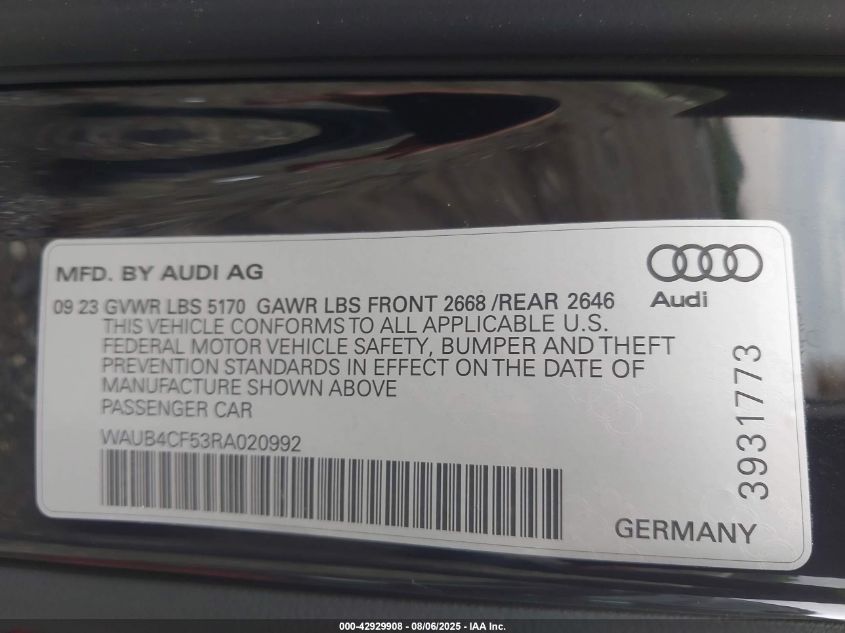 MFD. BY AUDI AG
Audi
09 23 GVWR LBS 5170 GAWR LBS FRONT 2668 /REAR 2646
THIS VEHICLE CONFORMS TO ALL APPLICABLE U.S.
FEDERAL MOTOR VEHICLE SAFETY, BUMPER AND THEFT
PREVENTION STANDARDS IN EFFECT ON THE DATE OF
MANUFACTURE SHOWN ABOVE
PASSENGER CAR
WAUB4CF53RA020992
3931773
GERMANY
000-42929908 - 08/06/2025 - IAA Inc.